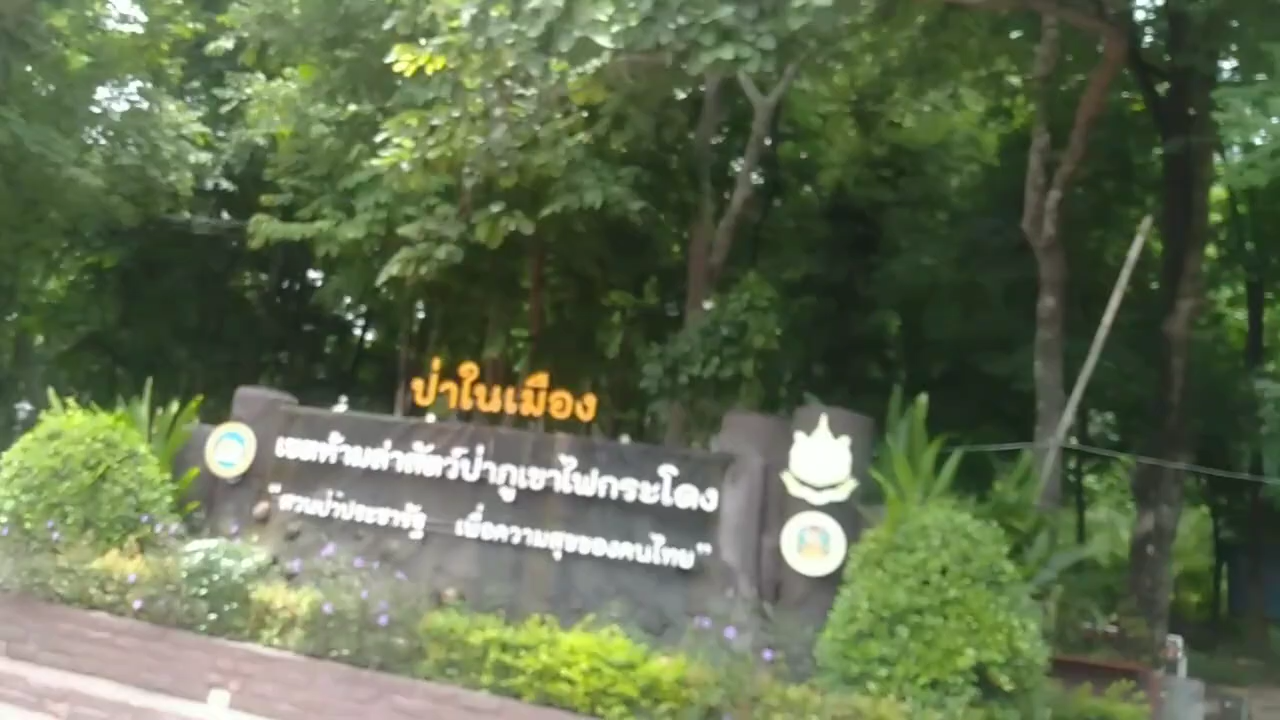 ป่าในเมือง
เขตห้ามล่าสัตว์ป่าภูเขาไฟกระโดง
"สวนป่าประชารัฐ เพื่อความสุขของคนไทย"